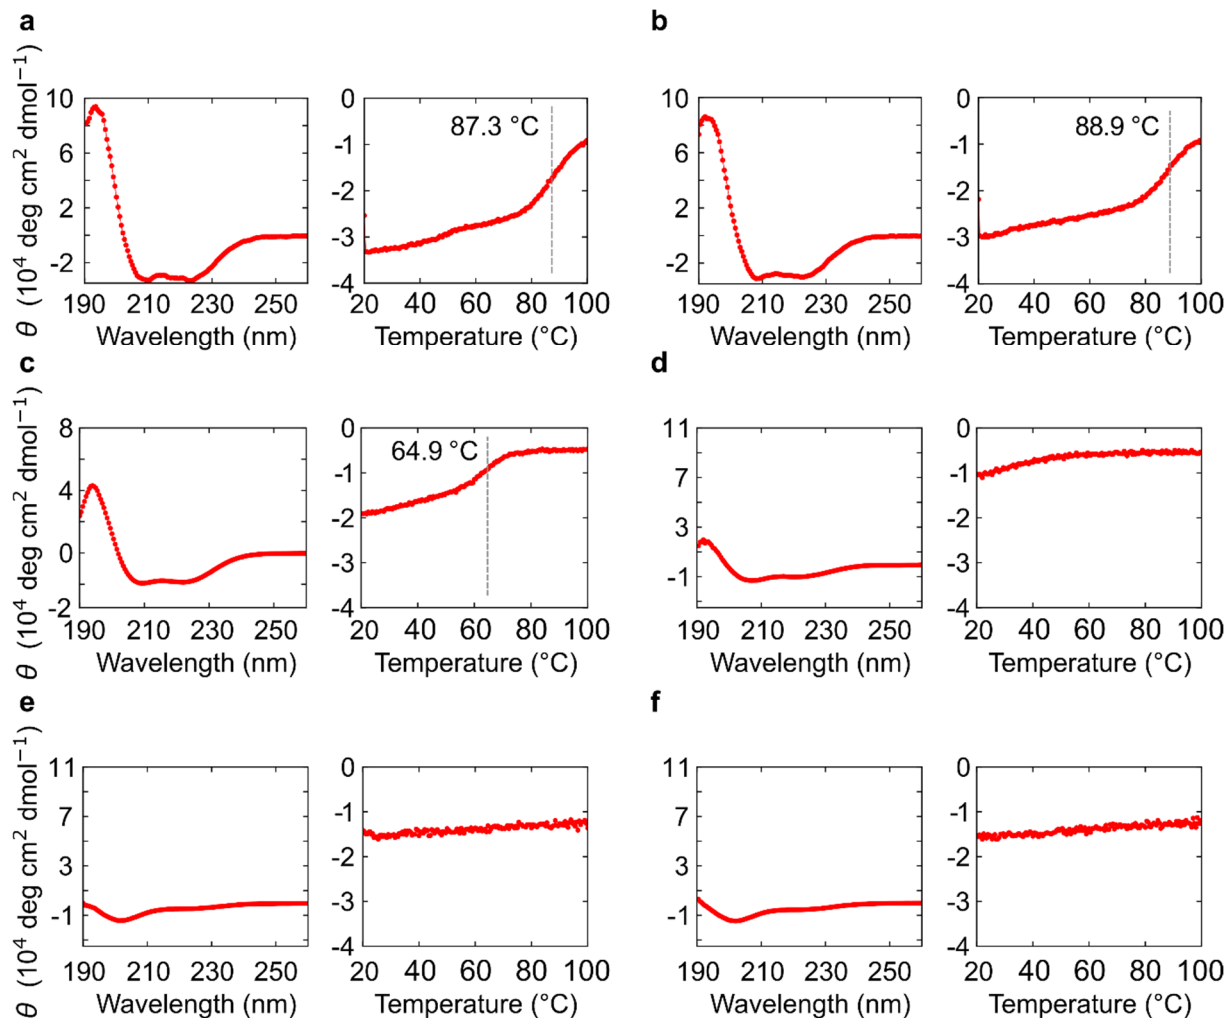 a
b
θ (10⁴ deg cm² dmol⁻¹)
10
6
2
-2
190 210 230 250
Wavelength (nm)
0
-1
-2
-3
-4
87.3 °C
20 40 60 80 100
Temperature (°C)
10
6
2
-2
190 210 230 250
Wavelength (nm)
0
-1
-2
-3
-4
88.9 °C
20 40 60 80 100
Temperature (°C)
c
d
θ (10⁴ deg cm² dmol⁻¹)
8
4
0
-2
190 210 230 250
Wavelength (nm)
0
-1
-2
-3
-4
64.9 °C
20 40 60 80 100
Temperature (°C)
11
7
3
-1
190 210 230 250
Wavelength (nm)
0
-1
-2
-3
-4
20 40 60 80 100
Temperature (°C)
e
f
θ (10⁴ deg cm² dmol⁻¹)
11
7
3
-1
190 210 230 250
Wavelength (nm)
0
-1
-2
-3
-4
20 40 60 80 100
Temperature (°C)
11
7
3
-1
190 210 230 250
Wavelength (nm)
0
-1
-2
-3
-4
20 40 60 80 100
Temperature (°C)